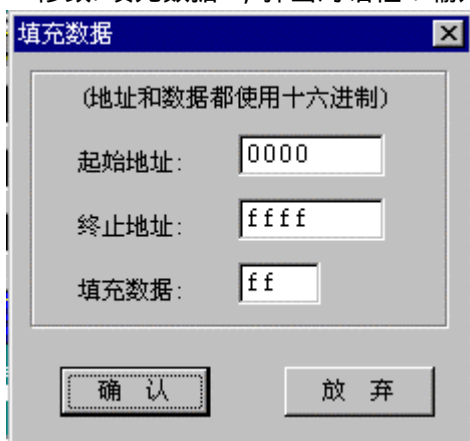 填充数据
(地址和数据都使用十六进制)
起始地址: 0000
终止地址: ffff
填充数据: ff
确 认 放 弃